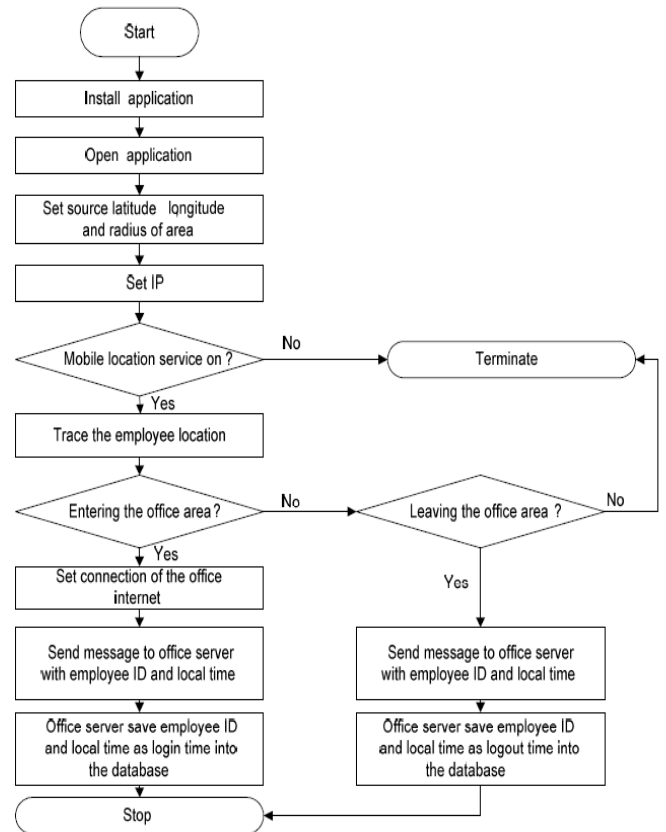 Start
Install application
Open application
Set source latitude longitude
and radius of area
Set IP
Mobile location service on ?
No
Terminate
Yes
Trace the employee location
Entering the office area ?
No
Leaving the office area ?
No
Yes
Set connection of the office
internet
Yes
Send message to office server
with employee ID and local time
Send message to office server
with employee ID and local time
Office server save employee ID
and local time as login time into
the database
Office server save employee ID
and local time as logout time into
the database
Stop